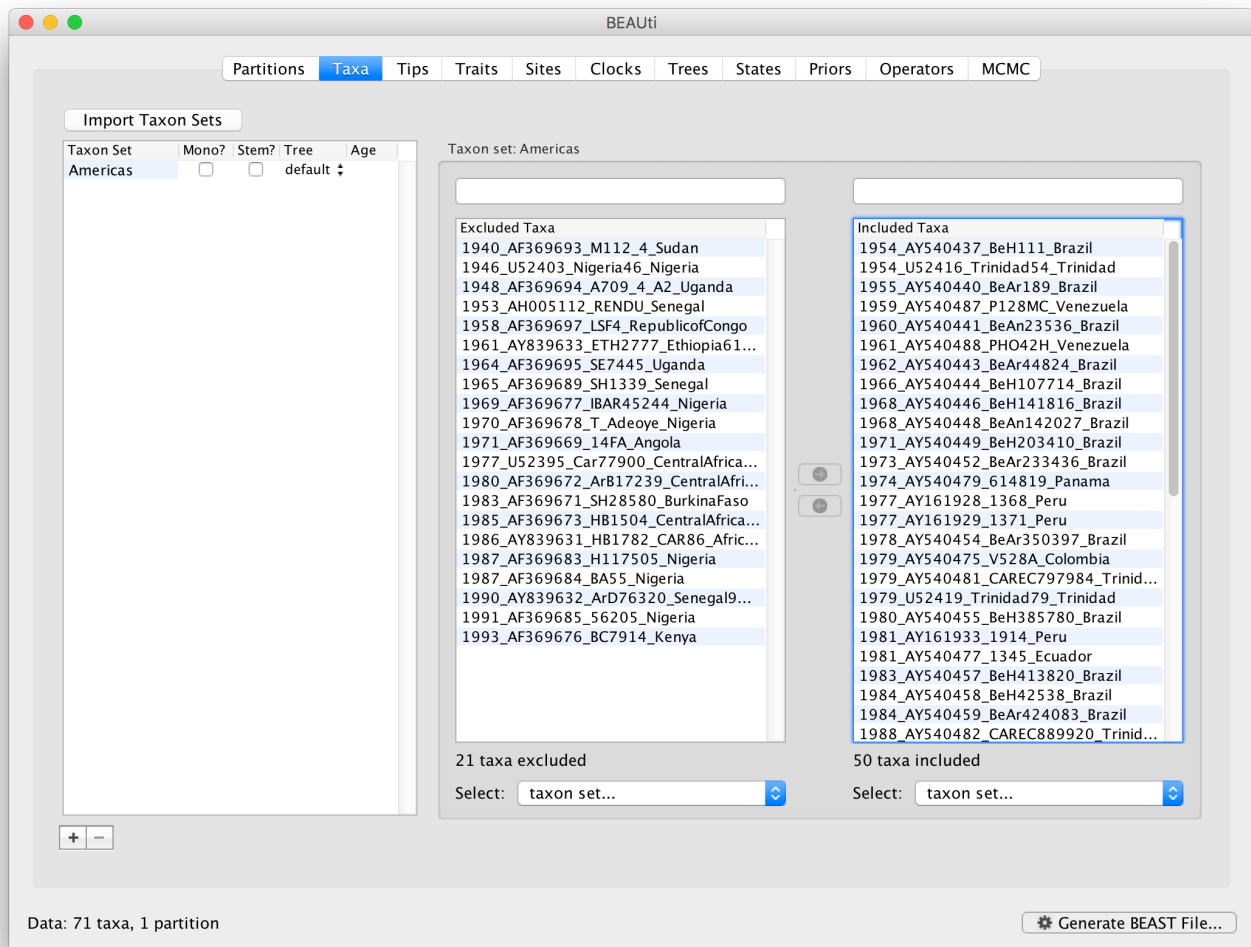 BEAUti
Partitions Taxa Tips Traits Sites Clocks Trees States Priors Operators MCMC
Import Taxon Sets
Taxon Set Mono? Stem? Tree Age
Americas default
Taxon set: Americas
Excluded Taxa
1940_AF369693_M112_4_Sudan
1946_U52403_Nigeria46_Nigeria
1948_AF369694_A709_4_A2_Uganda
1953_AH005112_RENDU_Senegal
1958_AF369697_LSF4_RepublicofCongo
1961_AY839633_ETH2777_Ethiopia61...
1964_AF369695_SE7445_Uganda
1965_AF369689_SH1339_Senegal
1969_AF369677_IBAR45244_Nigeria
1970_AF369678_T_Adeoye_Nigeria
1971_AF369669_14FA_Angola
1977_U52395_Car77900_CentralAfrica...
1980_AF369672_ArB17239_CentralAfri...
1983_AF369671_SH28580_BurkinaFaso
1985_AF369673_HB1504_CentralAfrica...
1986_AY839631_HB1782_CAR86_Afric...
1987_AF369683_H117505_Nigeria
1987_AF369684_BA55_Nigeria
1990_AY839632_ArD76320_Senegal9...
1991_AF369685_56205_Nigeria
1993_AF369676_BC7914_Kenya
21 taxa excluded
Select: taxon set...
Included Taxa
1954_AY540437_BeH111_Brazil
1954_U52416_Trinidad54_Trinidad
1955_AY540440_BeAr189_Brazil
1959_AY540487_P128MC_Venezuela
1960_AY540441_BeAn23536_Brazil
1961_AY540488_PHO42H_Venezuela
1962_AY540443_BeAr44824_Brazil
1966_AY540444_BeH107714_Brazil
1968_AY540446_BeH141816_Brazil
1968_AY540448_BeAn142027_Brazil
1971_AY540449_BeH203410_Brazil
1973_AY540452_BeAr233436_Brazil
1974_AY540479_614819_Panama
1977_AY161928_1368_Peru
1977_AY161929_1371_Peru
1978_AY540454_BeAr350397_Brazil
1979_AY540475_V528A_Colombia
1979_AY540481_CAREC797984_Trinid...
1979_U52419_Trinidad79_Trinidad
1980_AY540455_BeH385780_Brazil
1981_AY161933_1914_Peru
1981_AY540477_1345_Ecuador
1983_AY540457_BeH413820_Brazil
1984_AY540458_BeH42538_Brazil
1984_AY540459_BeAr424083_Brazil
1988_AY540482_CAREC889920_Trinid...
50 taxa included
Select: taxon set...
Data: 71 taxa, 1 partition
Generate BEAST File...